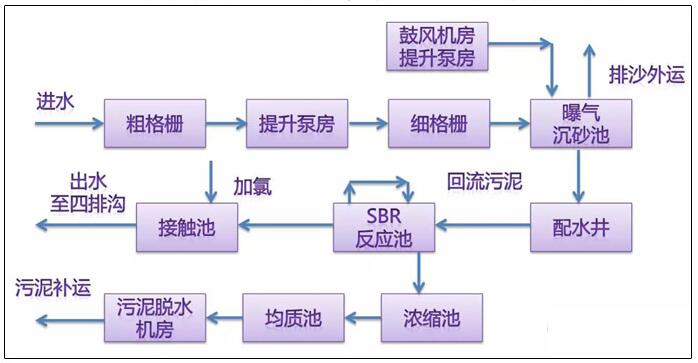 鼓风机房
提升泵房
排沙外运
进水
粗格栅
提升泵房
细格栅
曝气
沉砂池
出水
至四排沟
加氯
回流污泥
接触池
SBR
反应池
配水井
污泥补运
污泥脱水
机房
均质池
浓缩池